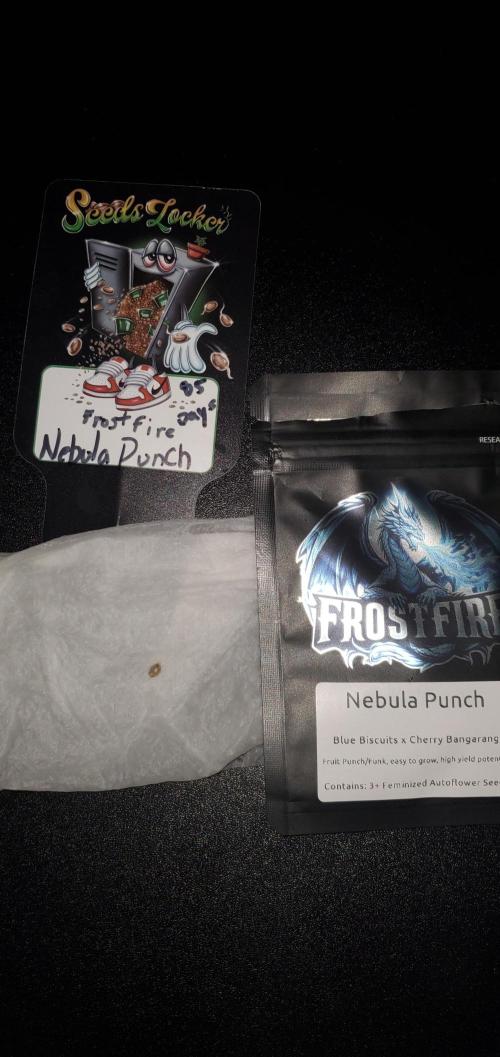 Seeds Locker
85
Days
Frostfire
Nebula Punch
RESEA
FROSTFIRE
Nebula Punch
Blue Biscuits x Cherry Bangarang
Fruit Punch/Funk, easy to grow, high yield poten
Contains: 3+ Feminized Autoflower See